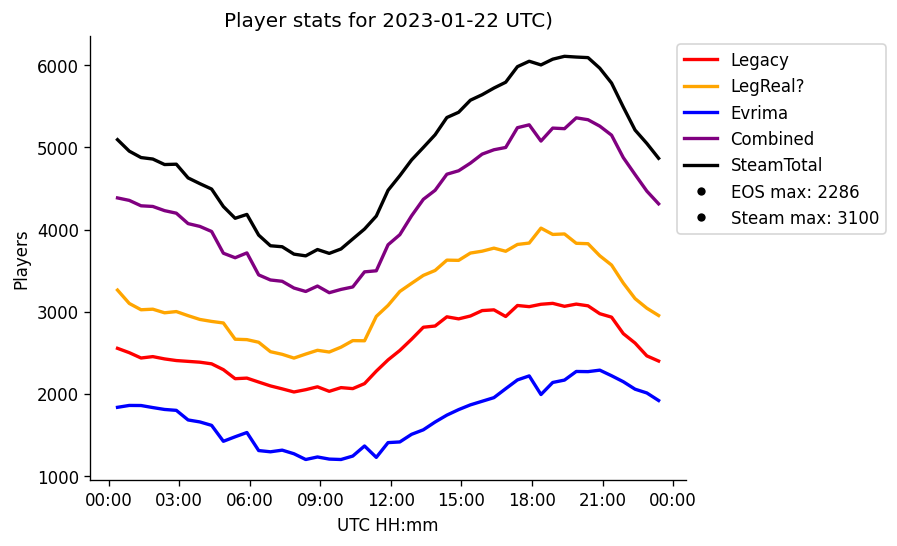 Player stats for 2023-01-22 UTC)
6000
5000
4000
3000
2000
1000
Players
00:00 03:00 06:00 09:00 12:00 15:00 18:00 21:00 00:00
UTC HH:mm
Legacy
LegReal?
Evrima
Combined
SteamTotal
EOS max: 2286
Steam max: 3100